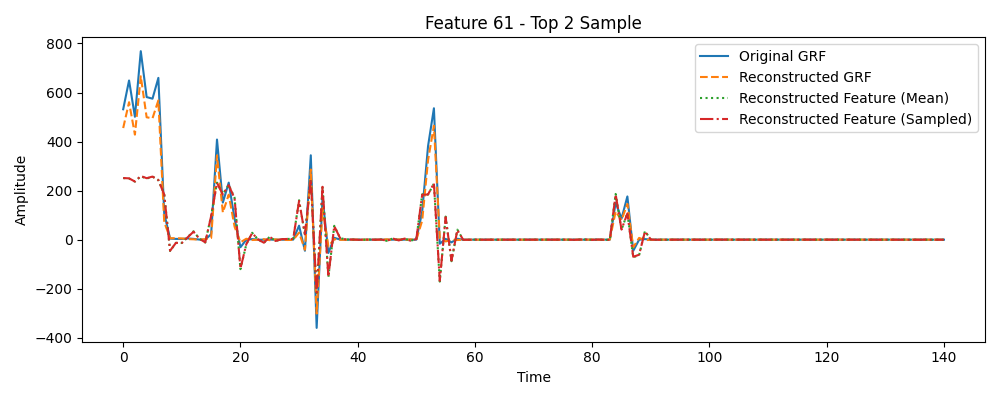 Feature 61 - Top 2 Sample
Original GRF
Reconstructed GRF
Reconstructed Feature (Mean)
Reconstructed Feature (Sampled)
Amplitude
800
600
400
200
0
−200
−400
0 20 40 60 80 100 120 140
Time